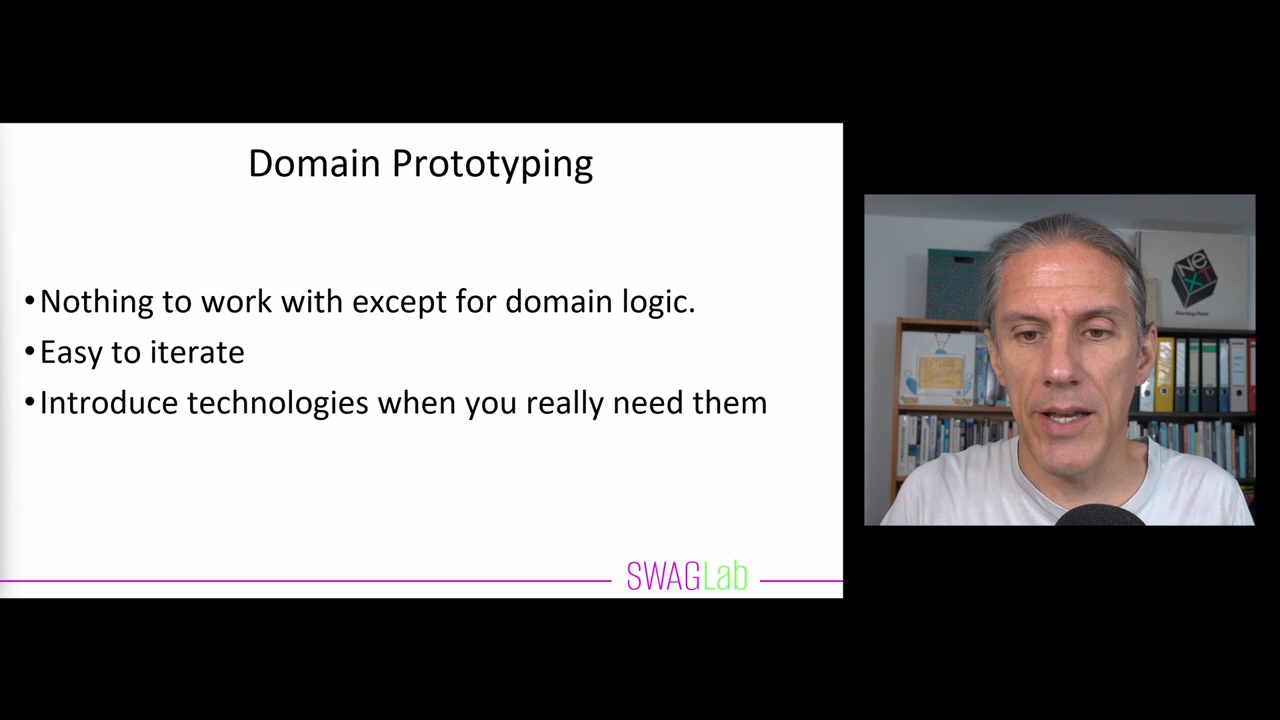 Domain Prototyping
•Nothing to work with except for domain logic.
•Easy to iterate
•Introduce technologies when you really need them
SWAGLab
NeXT